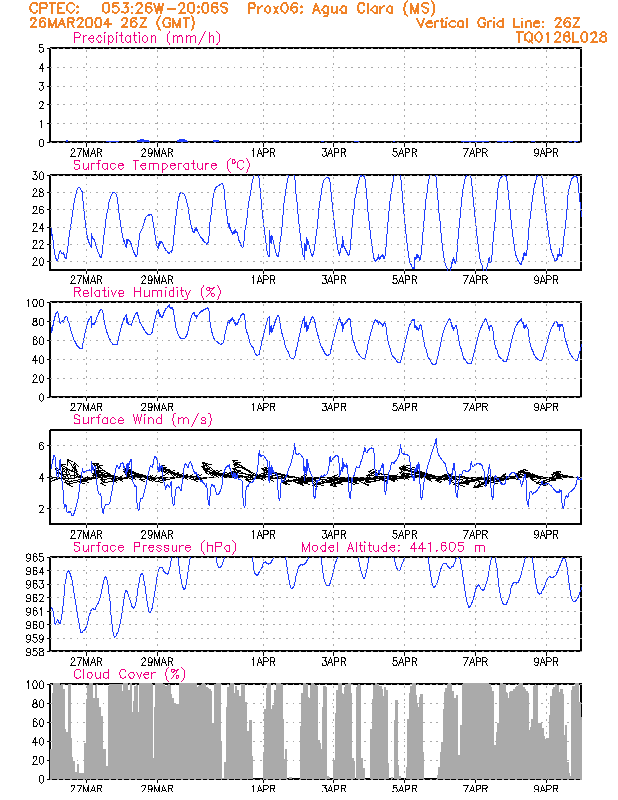 CPTEC: 053:26W-20:06S Prox06: Agua Clara (MS)
26MAR2004 26Z (GMT) Vertical Grid Line: 26Z
Precipitation (mm/h) TQ0126L028
5
4
3
2
1
0
27MAR 29MAR 1APR 3APR 5APR 7APR 9APR
Surface Temperature (°C)
30
28
26
24
22
20
27MAR 29MAR 1APR 3APR 5APR 7APR 9APR
Relative Humidity (%)
100
80
60
40
20
0
27MAR 29MAR 1APR 3APR 5APR 7APR 9APR
Surface Wind (m/s)
6
4
2
27MAR 29MAR 1APR 3APR 5APR 7APR 9APR
Surface Pressure (hPa) Model Altitude: 441.605 m
965
964
963
962
961
960
959
958
27MAR 29MAR 1APR 3APR 5APR 7APR 9APR
Cloud Cover (%)
100
80
60
40
20
0
27MAR 29MAR 1APR 3APR 5APR 7APR 9APR